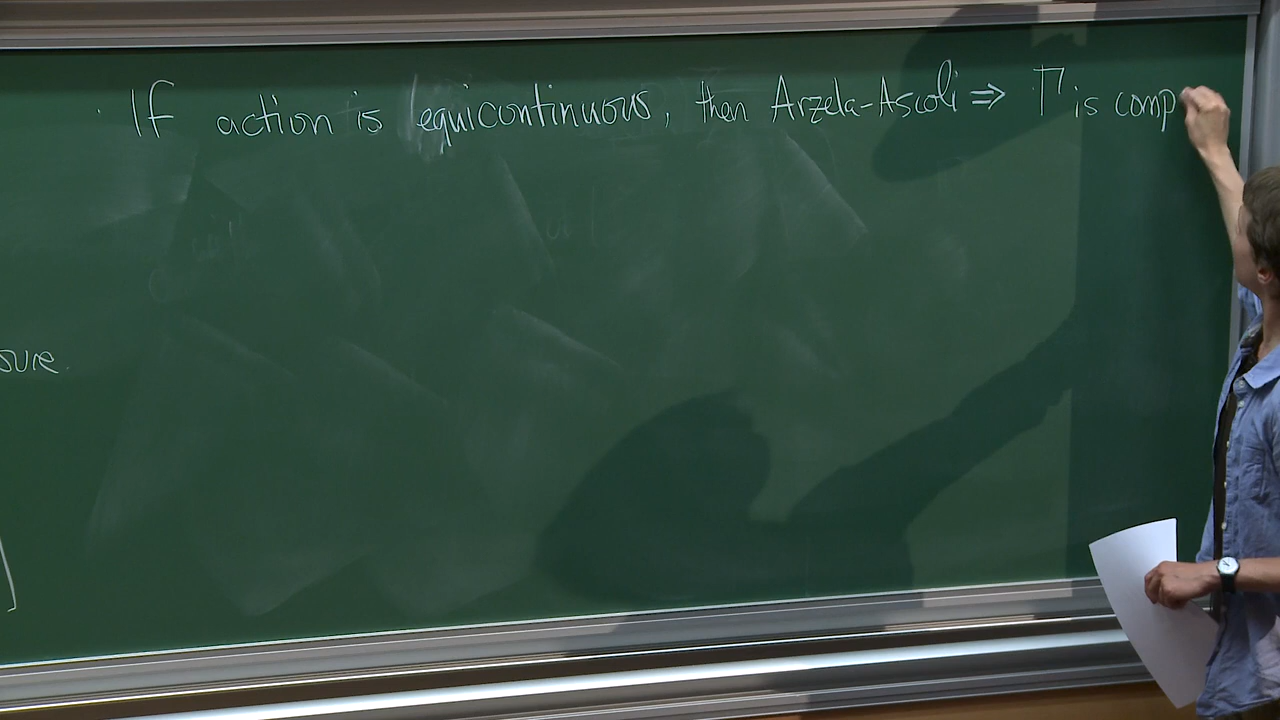 If action is equicontinuous, then Arzela-Ascoli ⇒ Γ is comp
sure.